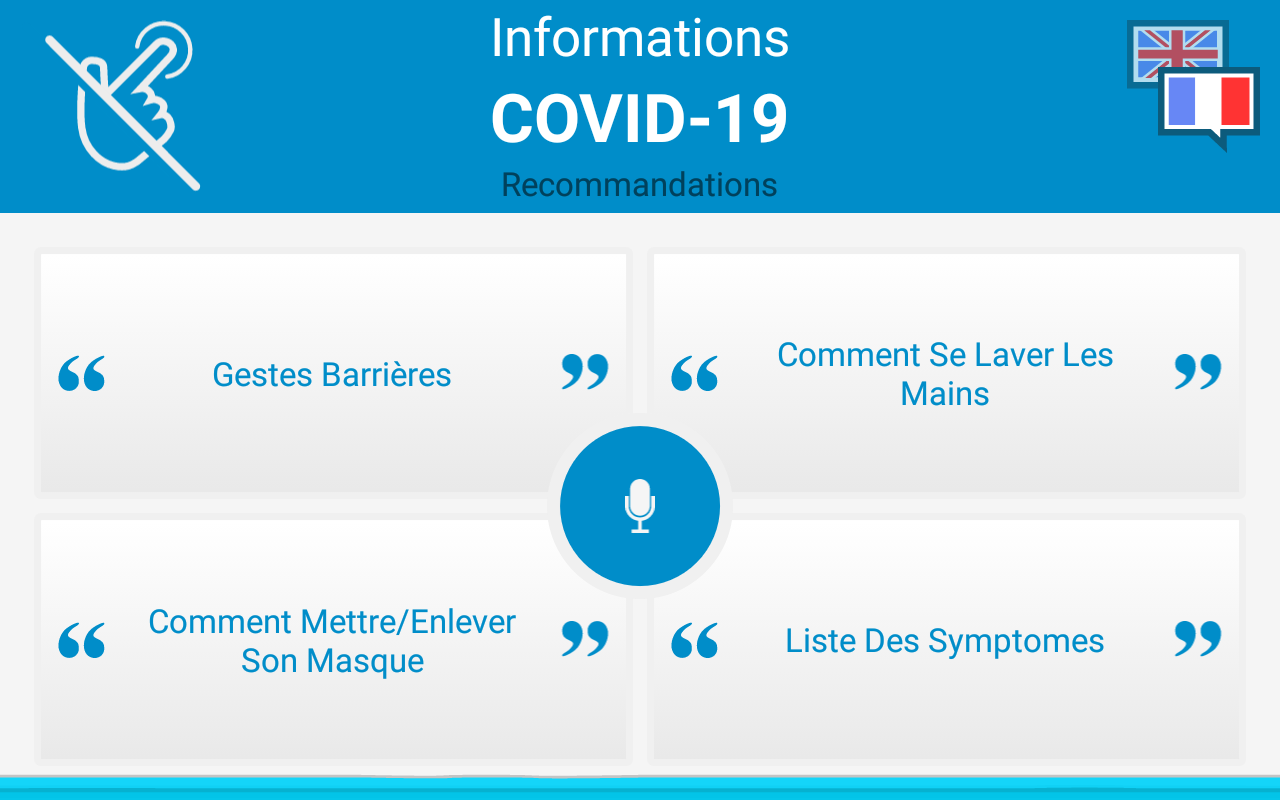 Informations
COVID-19
Recommandations
“ Gestes Barrières ”
“ Comment Se Laver Les
Mains ”
“ Comment Mettre/Enlever
Son Masque ”
“ Liste Des Symptomes ”